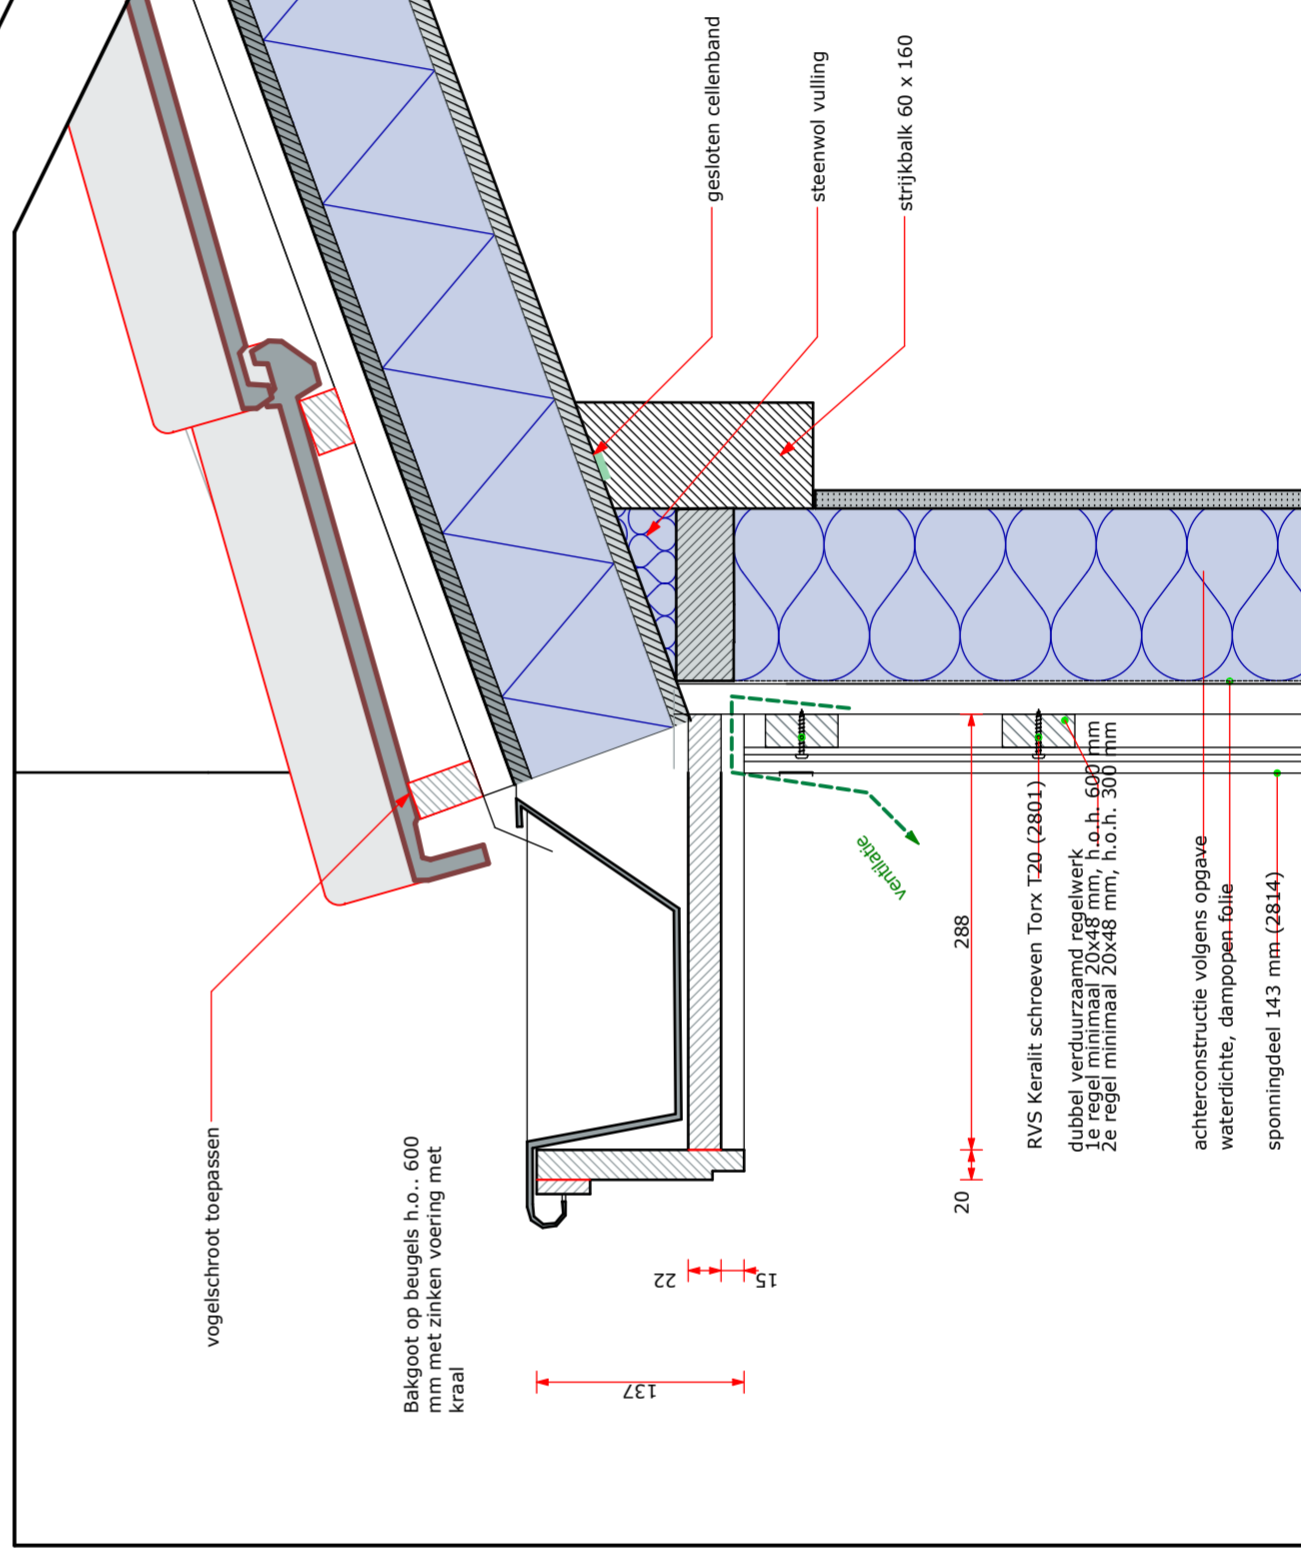 gesloten cellenband
steenwol vulling
strijkbalk 60 x 160
vogelschroot toepassen
Bakgoot op beugels h.o.. 600
mm met zinken voering met
kraal
ventilatie
288
20
22
15
137
RVS Keralit schroeven Torx T20 (2801)
dubbel verduurzaamd regelwerk
1e regel minimaal 20x48 mm, h.o.h. 600 mm
2e regel minimaal 20x48 mm, h.o.h. 300 mm
achterconstructie volgens opgave
waterdichte, dampopen folie
sponningdeel 143 mm (2814)